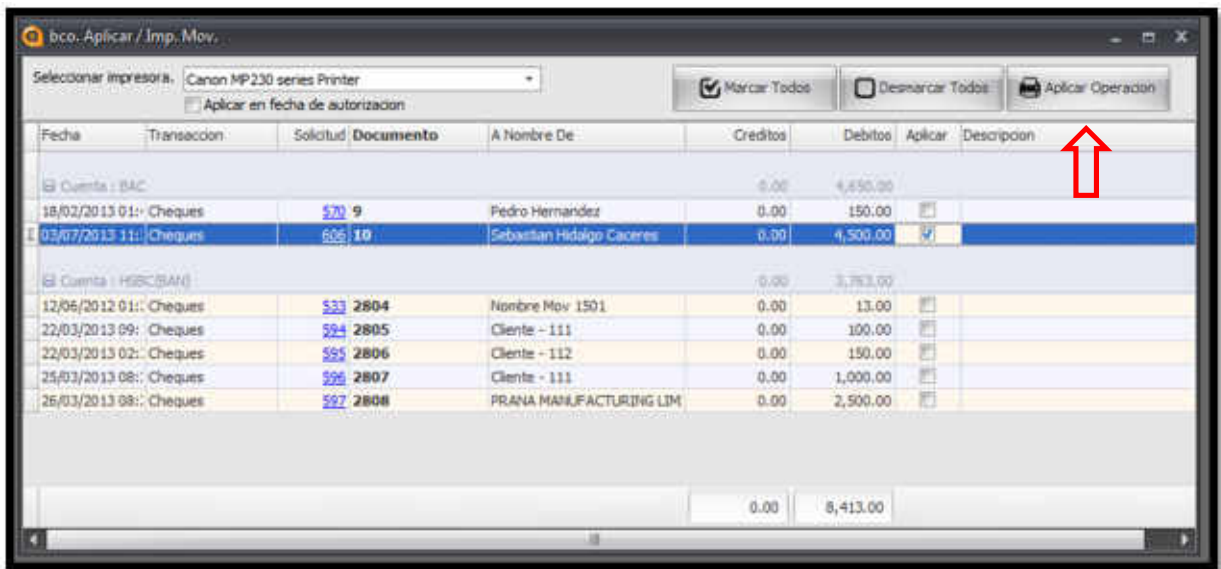 bco. Aplicar / Imp. Mov.
Seleccionar impresora. Canon MP230 series Printer Marcar Todos Desmarcar Todos Aplicar Operacion
Aplicar en fecha de autorizacion
Fecha Transaccion Solicitud Documento A Nombre De Creditos Debitos Aplicar Descripcion
Cuenta : BAC 0.00 4,650.00
18/02/2013 01: Cheques 570 9 Pedro Hernandez 0.00 150.00
03/07/2013 11: Cheques 606 10 Sebastian Hidalgo Caceres 0.00 4,500.00
Cuenta : HSBC(BAN) 0.00 3,763.00
12/06/2012 01: Cheques 533 2804 Nombre Mov 1501 0.00 13.00
22/03/2013 09: Cheques 594 2805 Cliente - 111 0.00 100.00
22/03/2013 02: Cheques 595 2806 Cliente - 112 0.00 150.00
25/03/2013 08: Cheques 596 2807 Cliente - 111 0.00 1,000.00
26/03/2013 08: Cheques 597 2808 PRANA MANUFACTURING LIM 0.00 2,500.00
0.00 8,413.00